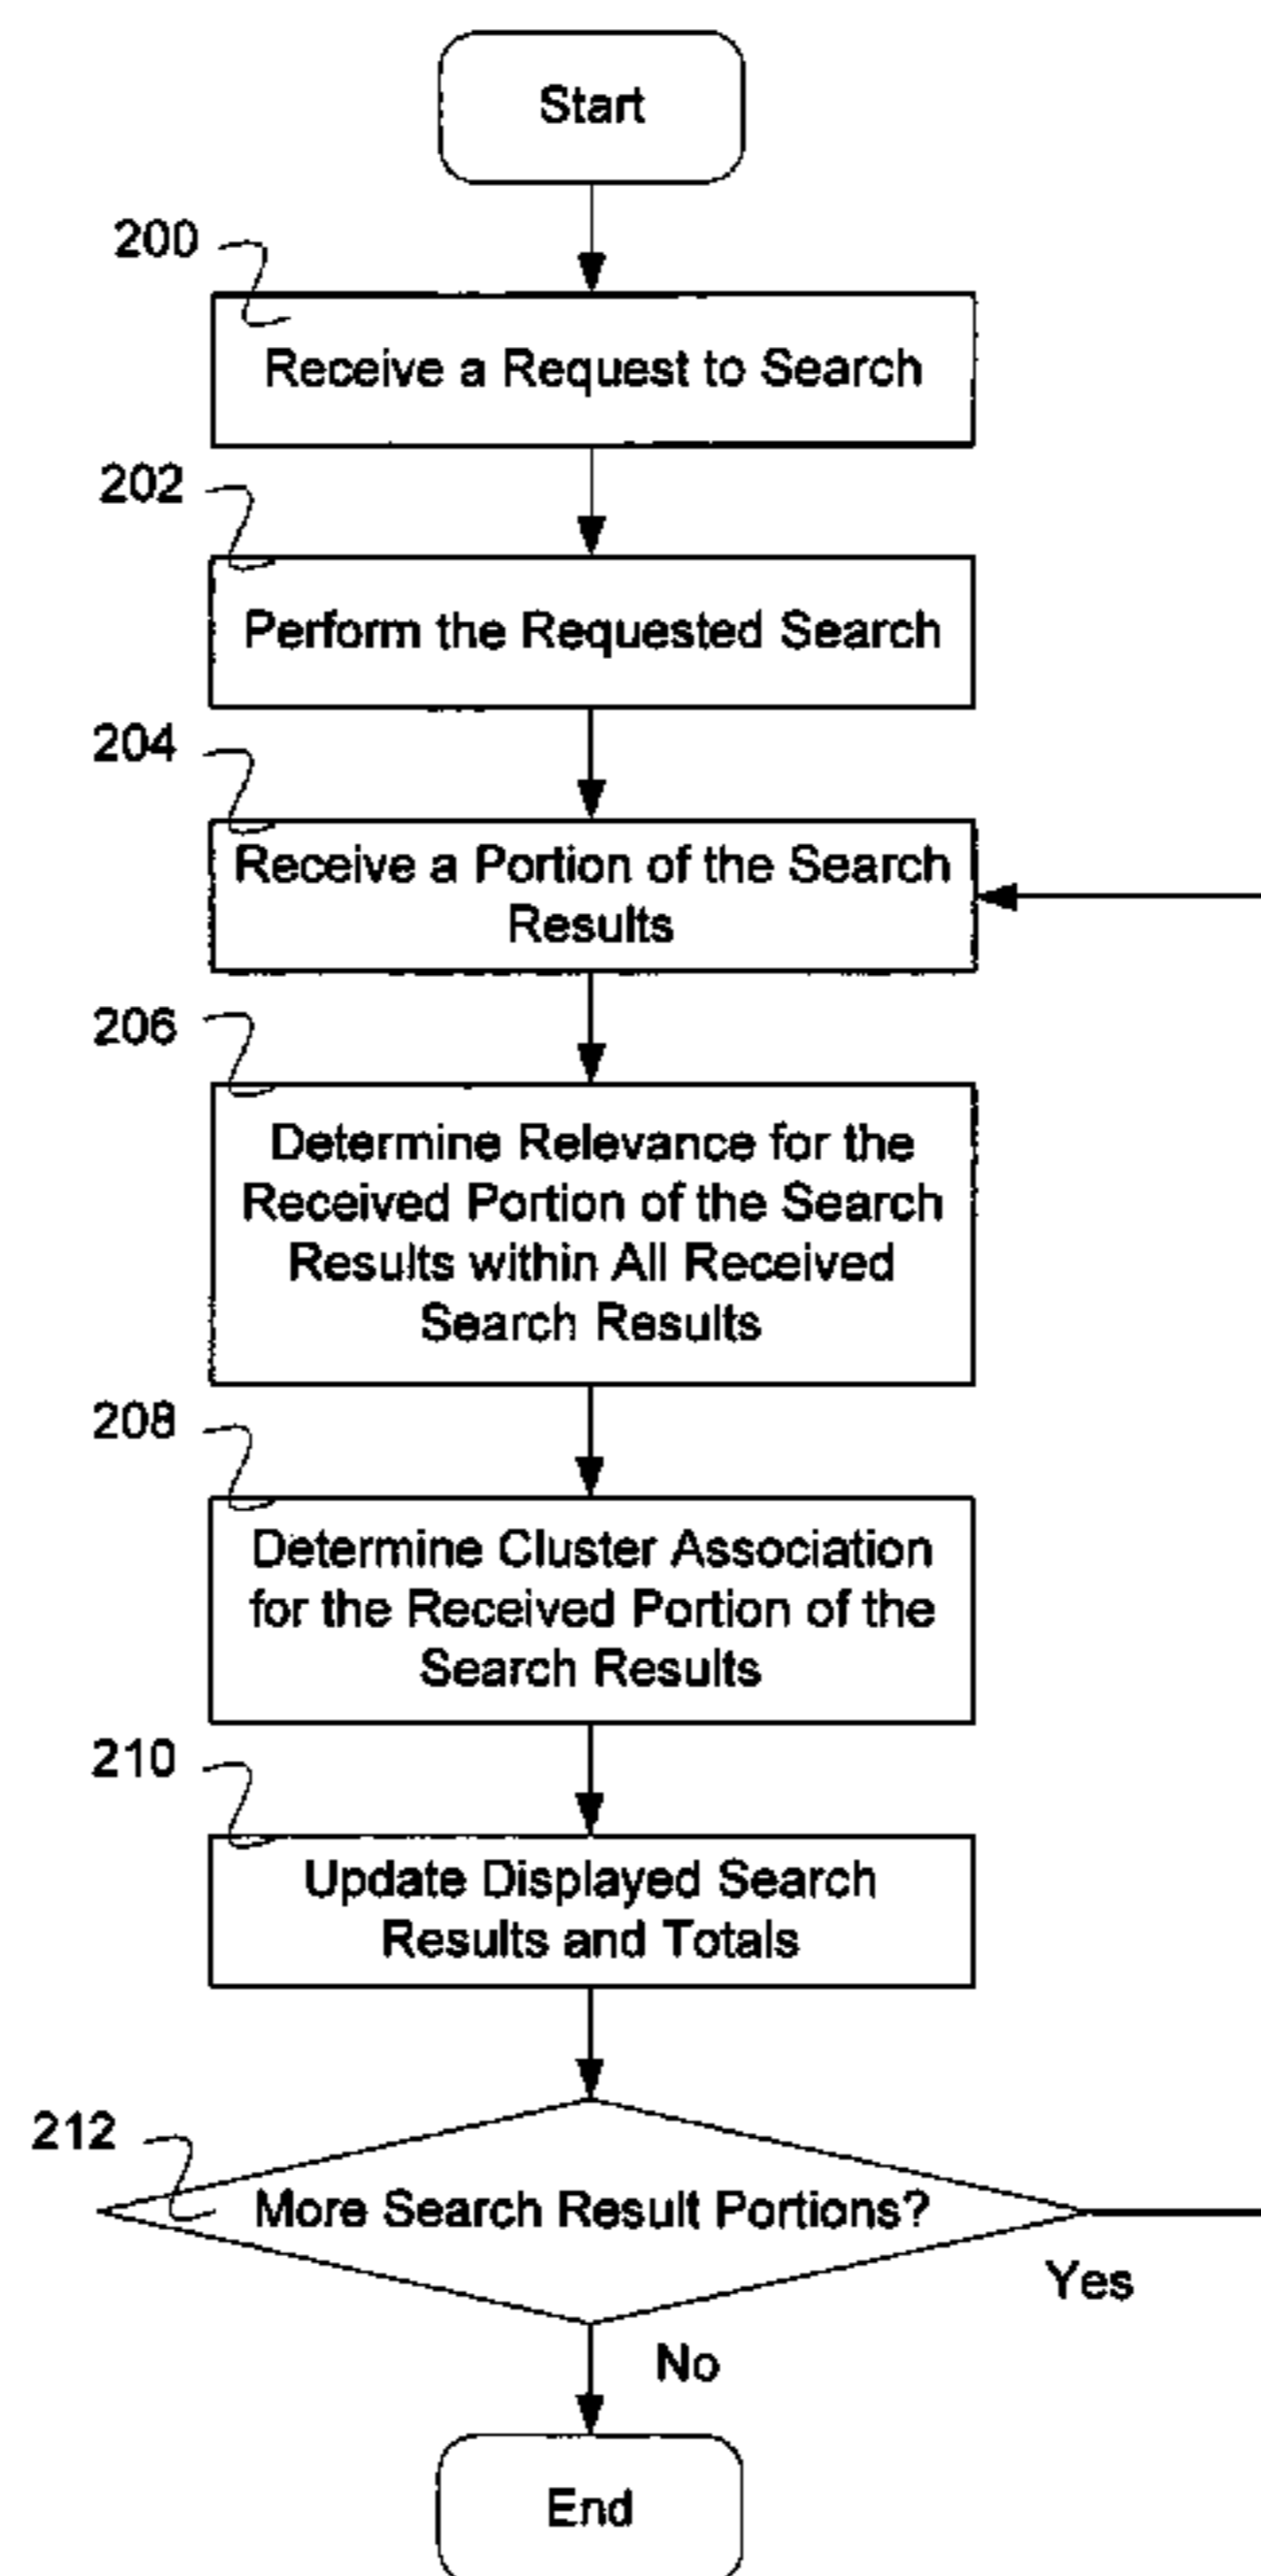 Start
200
Receive a Request to Search
202
Perform the Requested Search
204
Receive a Portion of the Search
Results
206
Determine Relevance for the
Received Portion of the Search
Results within All Received
Search Results
208
Determine Cluster Association
for the Received Portion of the
Search Results
210
Update Displayed Search
Results and Totals
212
More Search Result Portions?
Yes
No
End